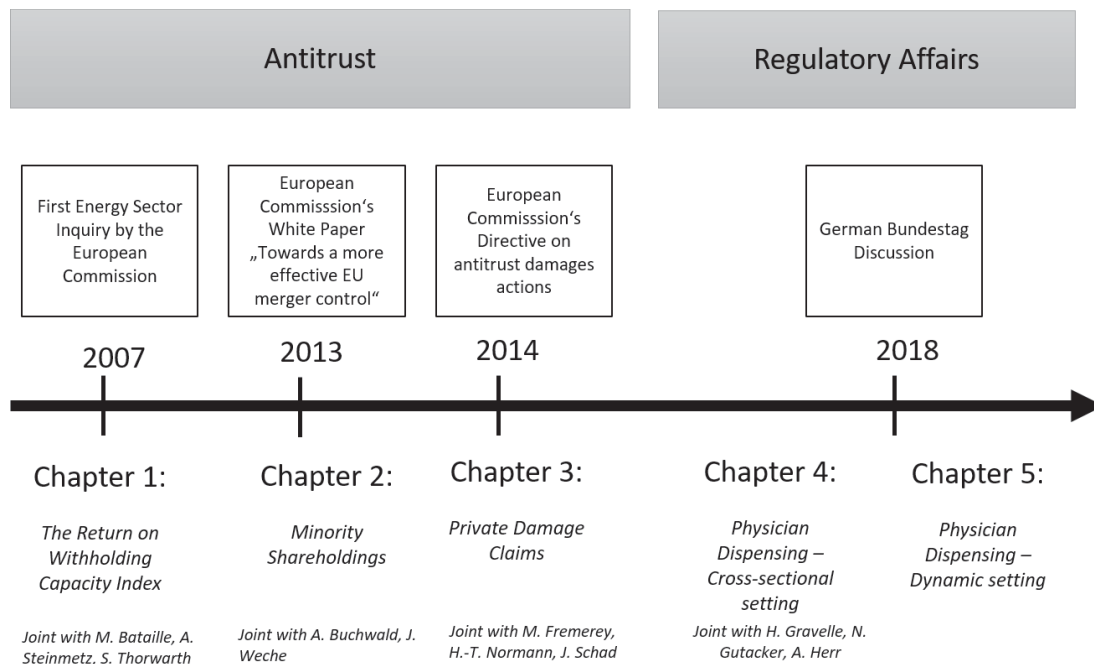 Antitrust
Regulatory Affairs
First Energy Sector
Inquiry by the
European
Commission
European
Commisssion‘s
White Paper
„Towards a more
effective EU
merger control“
European
Commisssion‘s
Directive on
antitrust damages
actions
German Bundestag
Discussion
2007
2013
2014
2018
Chapter 1:
The Return on
Withholding
Capacity Index
Joint with M. Bataille, A.
Steinmetz, S. Thorwarth
Chapter 2:
Minority
Shareholdings
Joint with A. Buchwald, J.
Weche
Chapter 3:
Private Damage
Claims
Joint with M. Fremerey,
H.-T. Normann, J. Schad
Chapter 4:
Physician
Dispensing –
Cross-sectional
setting
Joint with H. Gravelle, N.
Gutacker, A. Herr
Chapter 5:
Physician
Dispensing –
Dynamic setting